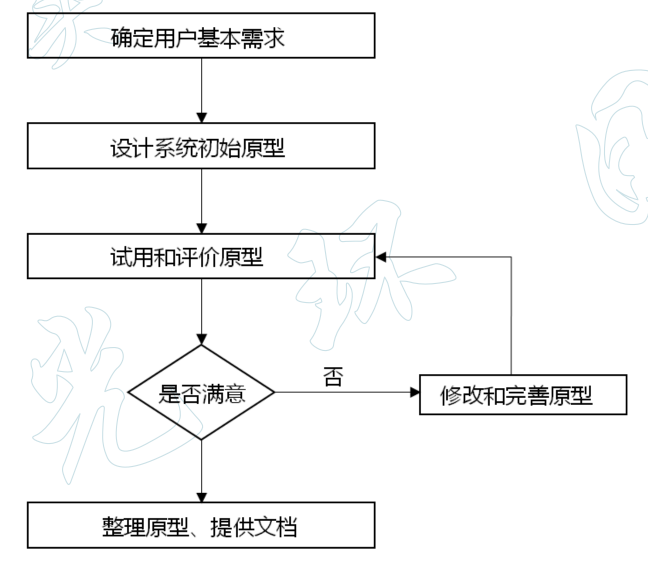 确定用户基本需求
设计系统初始原型
试用和评价原型
是否满意
否
修改和完善原型
整理原型、提供文档